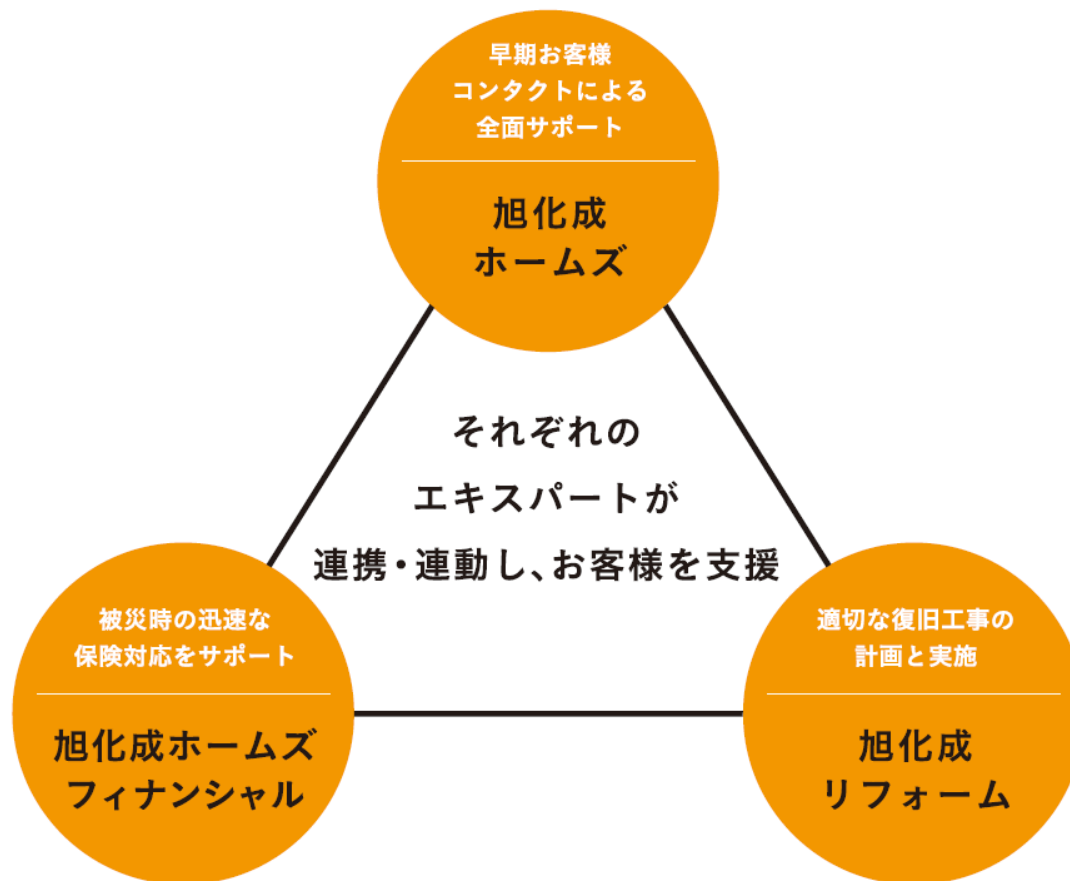 早期お客様
コンタクトによる
全面サポート
旭化成
ホームズ
それぞれの
エキスパートが
連携・連動し、お客様を支援
被災時の迅速な
保険対応をサポート
旭化成ホームズ
フィナンシャル
適切な復旧工事の
計画と実施
旭化成
リフォーム